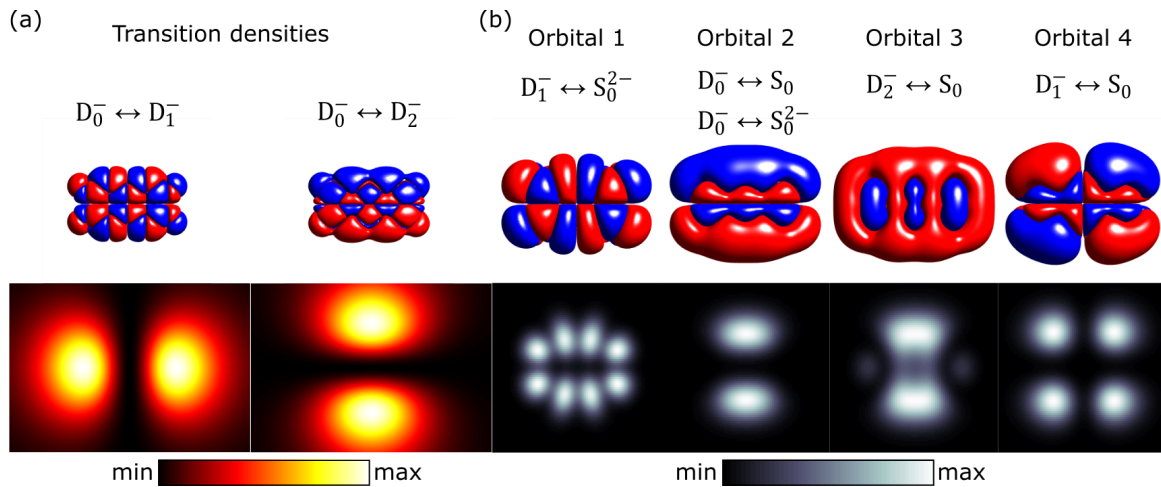 (a)
Transition densities
D₀⁻ ↔ D₁⁻
D₀⁻ ↔ D₂⁻
min
max
(b)
Orbital 1
Orbital 2
Orbital 3
Orbital 4
D₁⁻ ↔ S₀²⁻
D₀⁻ ↔ S₀
D₀⁻ ↔ S₀²⁻
D₂⁻ ↔ S₀
D₁⁻ ↔ S₀
min
max